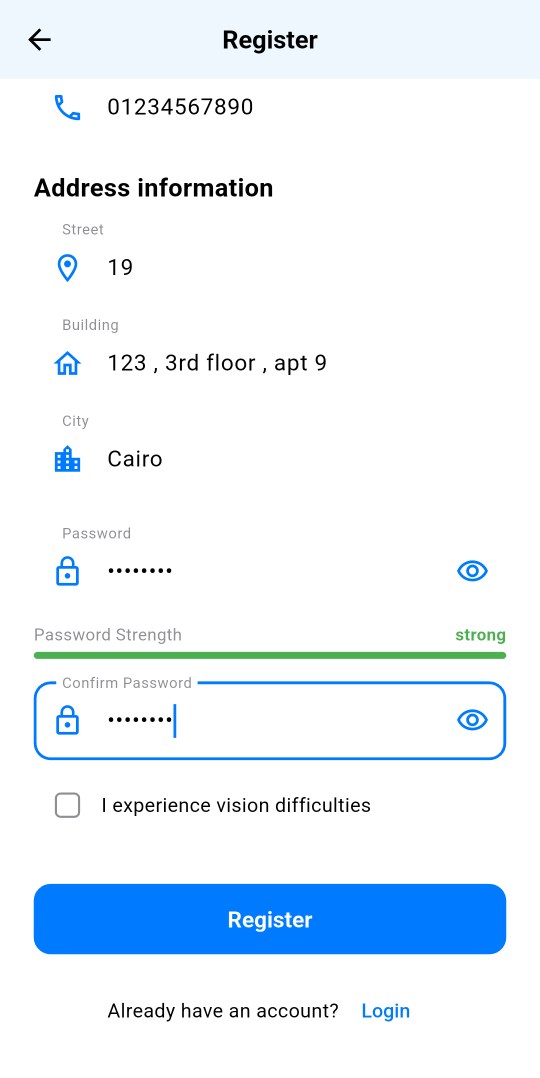 Register
01234567890
Address information
Street
19
Building
123 , 3rd floor , apt 9
City
Cairo
Password
••••••••
Password Strength strong
Confirm Password
••••••••
I experience vision difficulties
Register
Already have an account? Login